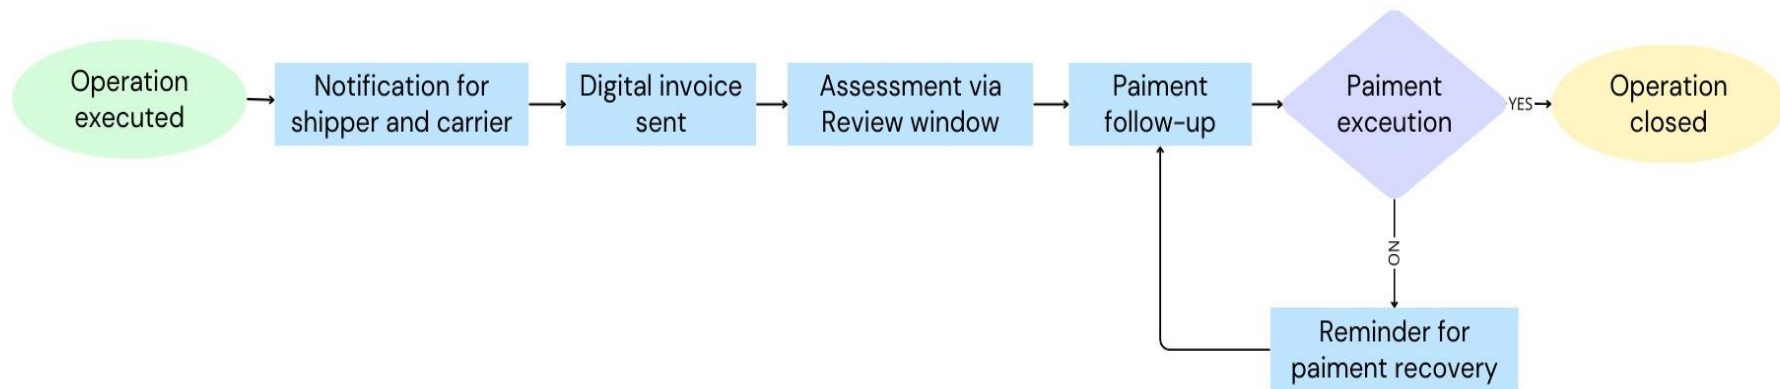 Operation
executed
Notification for
shipper and carrier
Digital invoice
sent
Assessment via
Review window
Paiment
follow-up
Paiment
exceution
YES
Operation
closed
NO
Reminder for
paiment recovery